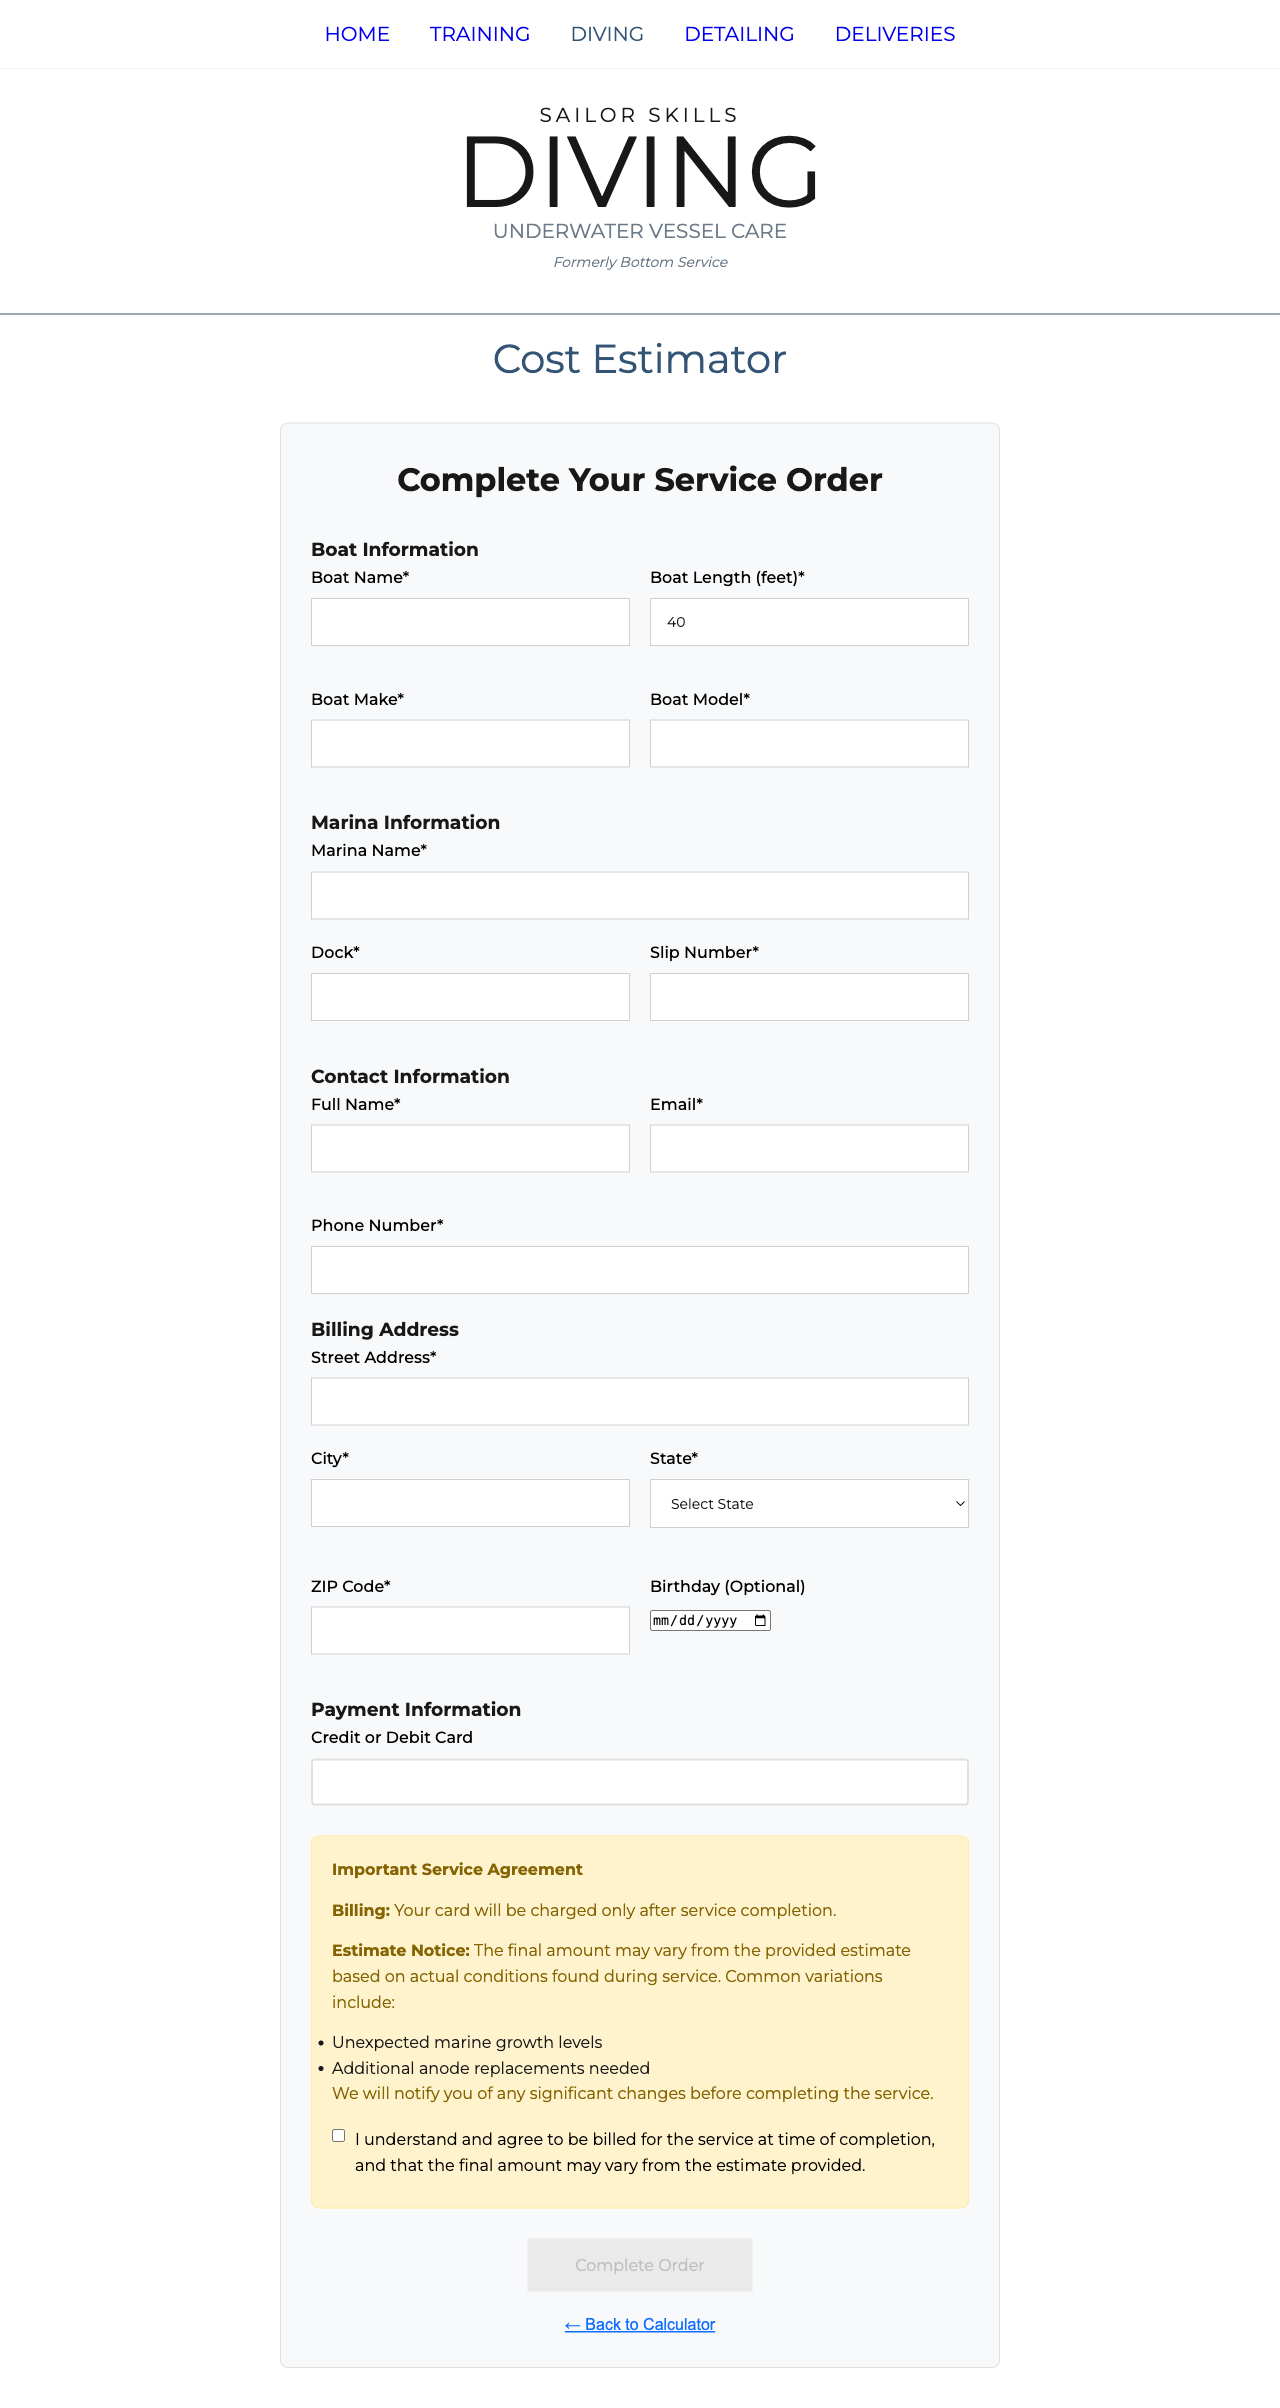 HOME TRAINING DIVING DETAILING DELIVERIES
SAILOR SKILLS
DIVING
UNDERWATER VESSEL CARE
Formerly Bottom Service
Cost Estimator
Complete Your Service Order
Boat Information
Boat Name* Boat Length (feet)*
40
Boat Make* Boat Model*
Marina Information
Marina Name*
Dock* Slip Number*
Contact Information
Full Name* Email*
Phone Number*
Billing Address
Street Address*
City* State*
Select State
ZIP Code* Birthday (Optional)
mm/dd/yyyy
Payment Information
Credit or Debit Card
Important Service Agreement
Billing: Your card will be charged only after service completion.
Estimate Notice: The final amount may vary from the provided estimate
based on actual conditions found during service. Common variations
include:
• Unexpected marine growth levels
• Additional anode replacements needed
We will notify you of any significant changes before completing the service.
I understand and agree to be billed for the service at time of completion,
and that the final amount may vary from the estimate provided.
Complete Order
← Back to Calculator